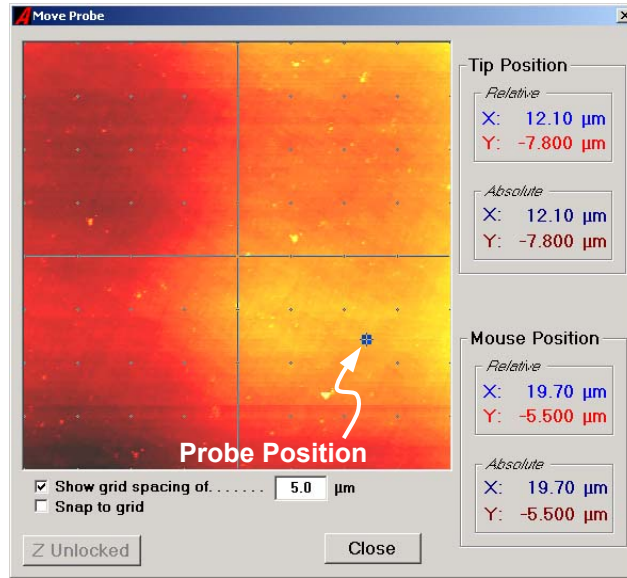 Move Probe
Tip Position
Relative
X: 12.10 µm
Y: -7.800 µm
Absolute
X: 12.10 µm
Y: -7.800 µm
Mouse Position
Relative
X: 19.70 µm
Y: -5.500 µm
Absolute
X: 19.70 µm
Y: -5.500 µm
Probe Position
Show grid spacing of....... 5.0 µm
Snap to grid
Z Unlocked
Close